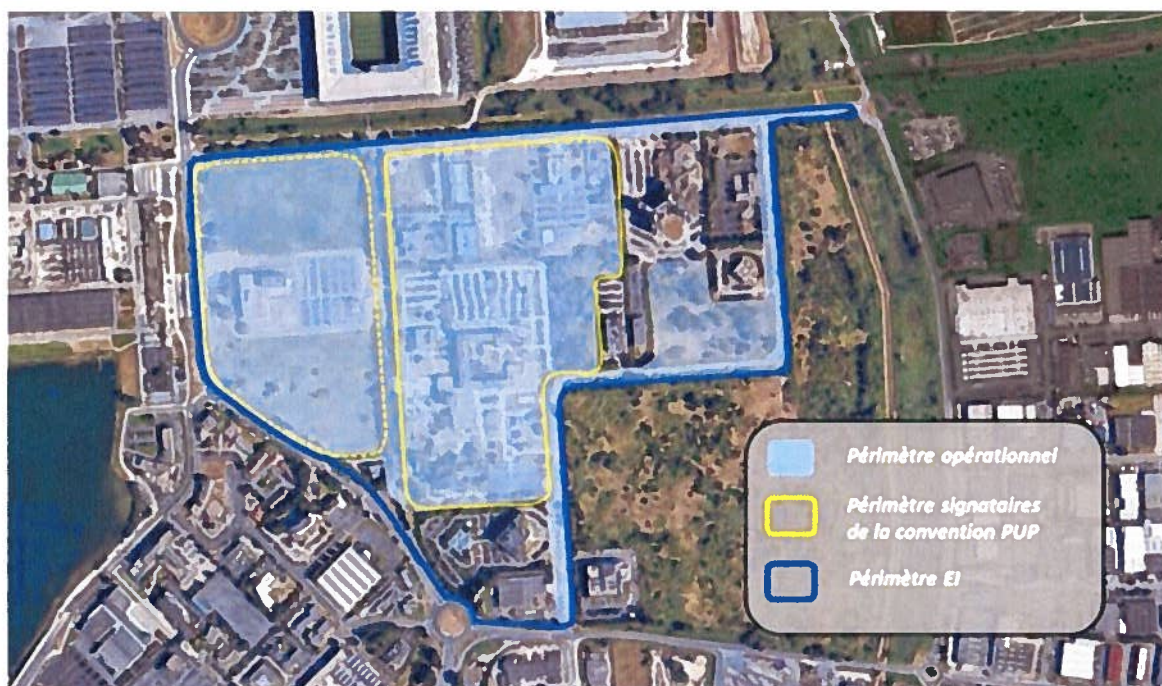 Périmètre opérationnel
Périmètre signataires
de la convention PUP
Périmètre EI